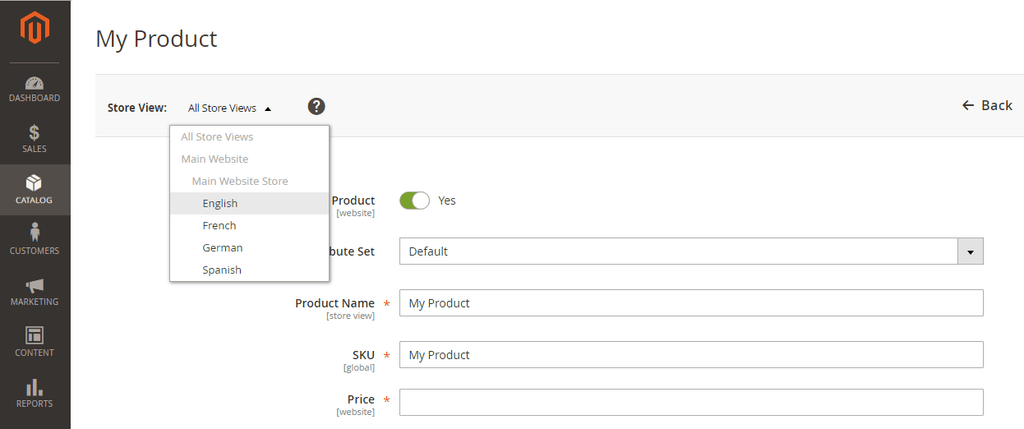 My Product
Store View: All Store Views ?
Back
All Store Views
Main Website
Main Website Store
English
French
German
Spanish
DASHBOARD
SALES
CATALOG
CUSTOMERS
MARKETING
CONTENT
REPORTS
Product Yes
[website]
bute Set Default
Product Name * My Product
[store view]
SKU * My Product
[global]
Price *
[website]